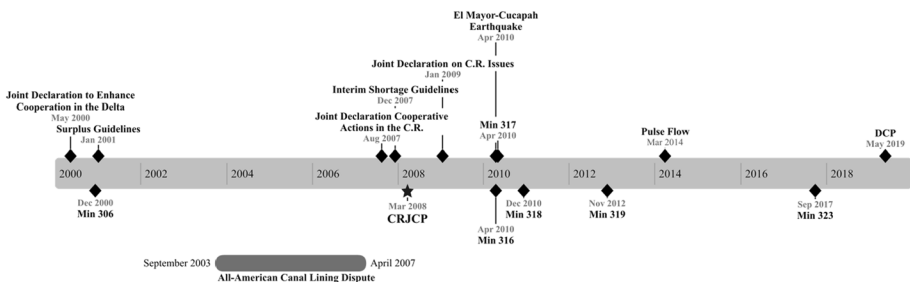 El Mayor-Cucapah
Earthquake
Apr 2010
Joint Declaration on C.R. Issues
Jan 2009
Interim Shortage Guidelines
Dec 2007
Joint Declaration to Enhance
Cooperation in the Delta
May 2000
Surplus Guidelines
Jan 2001
Joint Declaration Cooperative
Actions in the C.R.
Aug 2007
Min 317
Apr 2010
Pulse Flow
Mar 2014
DCP
May 2019
2000 2002 2004 2006 2008 2010 2012 2014 2016 2018
Dec 2000
Min 306
Mar 2008
CRJCP
Apr 2010
Min 316
Dec 2010
Min 318
Nov 2012
Min 319
Sep 2017
Min 323
September 2003 April 2007
All-American Canal Lining Dispute